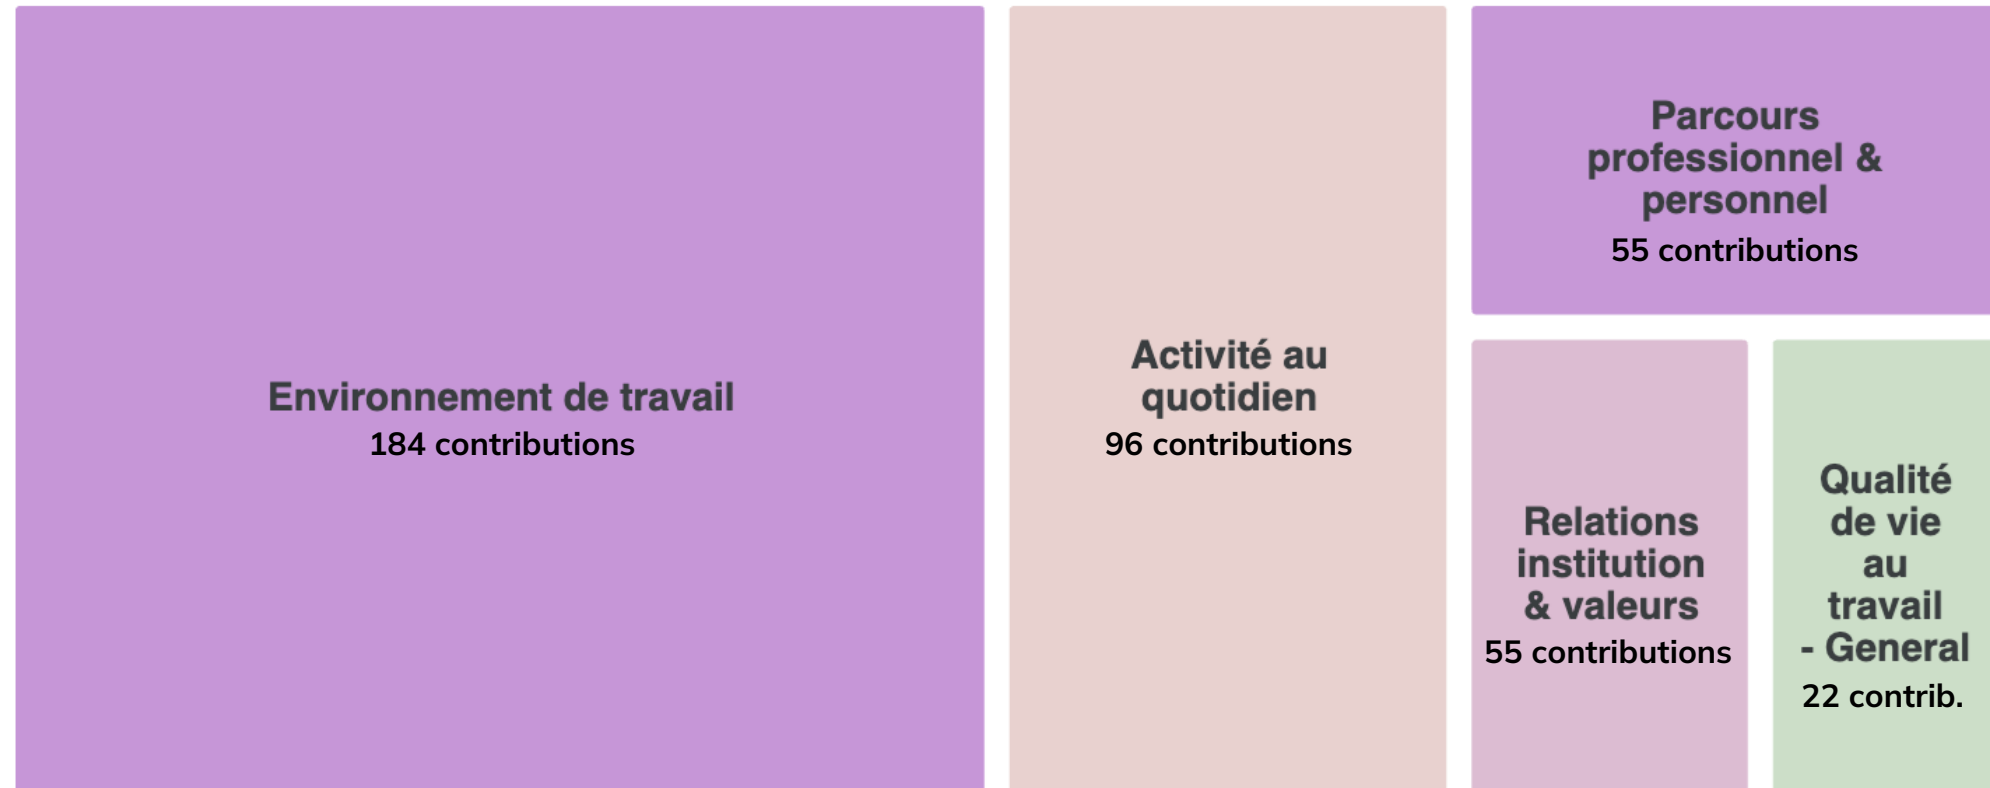 Environnement de travail
184 contributions
Activité au
quotidien
96 contributions
Parcours
professionnel &
personnel
55 contributions
Relations
institution
& valeurs
55 contributions
Qualité
de vie
au
travail
- General
22 contrib.